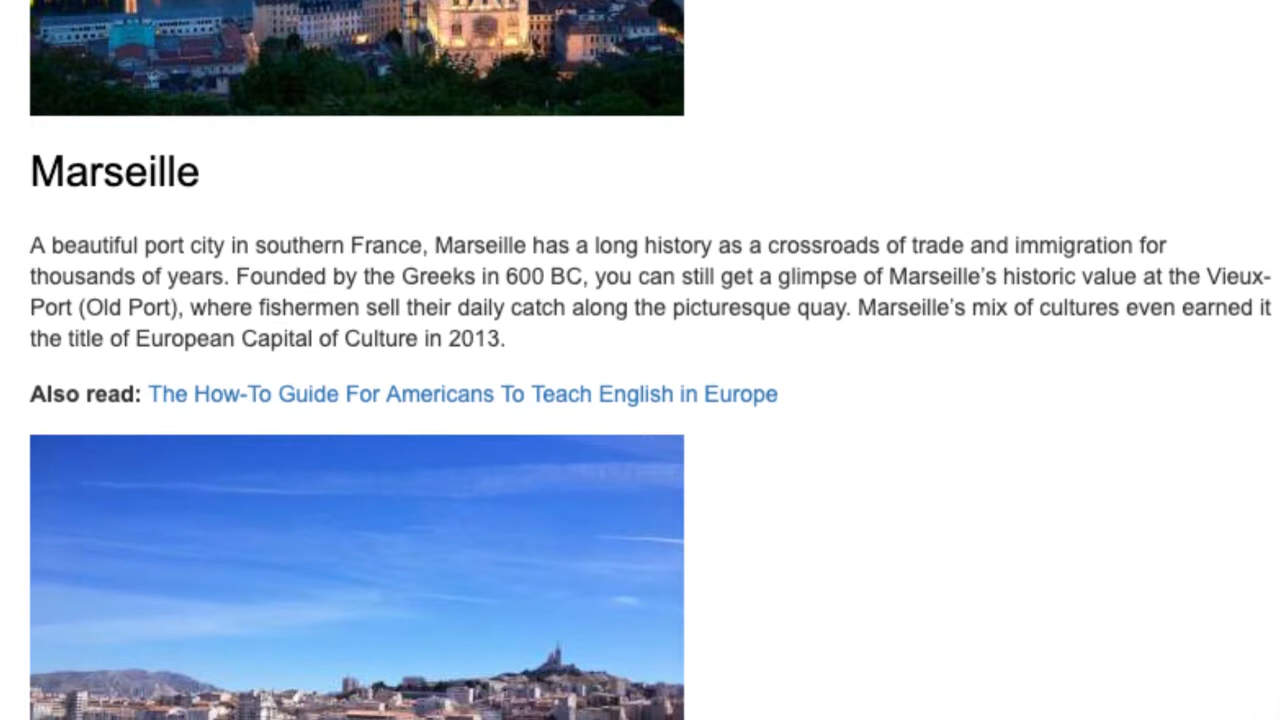 Marseille
A beautiful port city in southern France, Marseille has a long history as a crossroads of trade and immigration for
thousands of years. Founded by the Greeks in 600 BC, you can still get a glimpse of Marseille’s historic value at the Vieux-
Port (Old Port), where fishermen sell their daily catch along the picturesque quay. Marseille’s mix of cultures even earned it
the title of European Capital of Culture in 2013.
Also read: The How-To Guide For Americans To Teach English in Europe